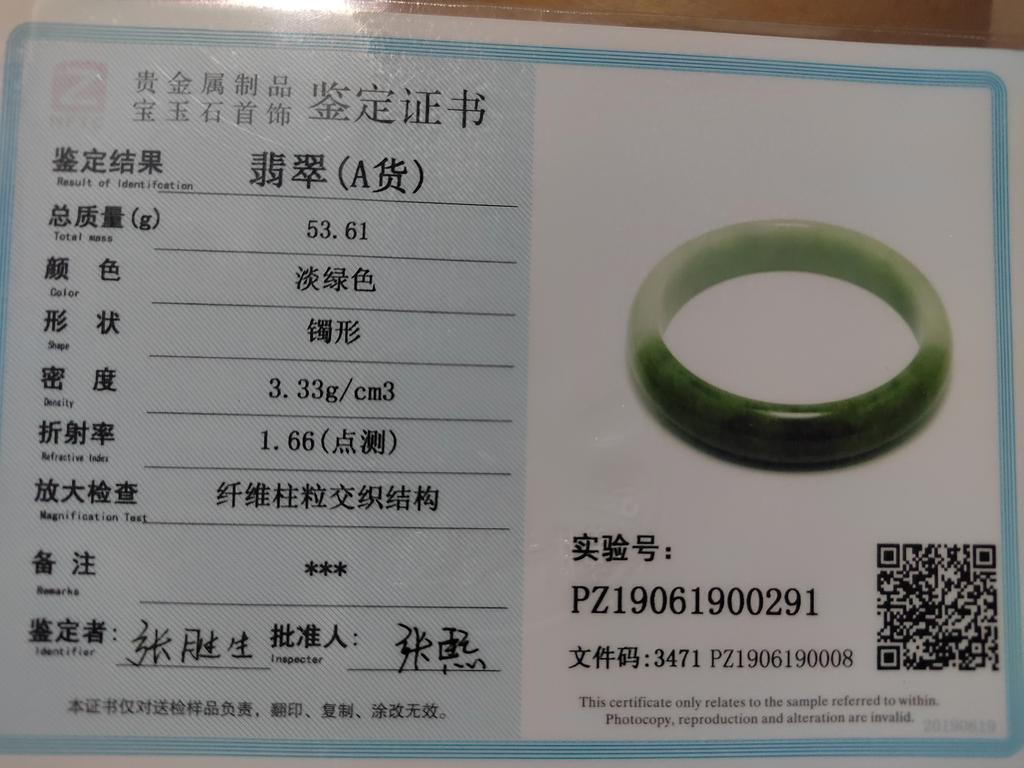 贵金属制品
宝玉石首饰 鉴定证书
鉴定结果 翡翠(A货)
Result of Identifcation
总质量(g) 53.61
Total mass
颜 色 淡绿色
Color
形 状 镯形
Shape
密 度 3.33g/cm3
Density
折射率 1.66(点测)
Refractive Index
放大检查 纤维柱粒交织结构
Magnification Test
备 注 ***
Remarks
鉴定者: 张胜生 批准人: 张熙
Identifier Inspecter
本证书仅对送检样品负责，翻印、复制、涂改无效。
实验号:
PZ19061900291
文件码:3471 PZ1906190008
This certificate only relates to the sample referred to within.
Photocopy, reproduction and alteration are invalid.
20190619